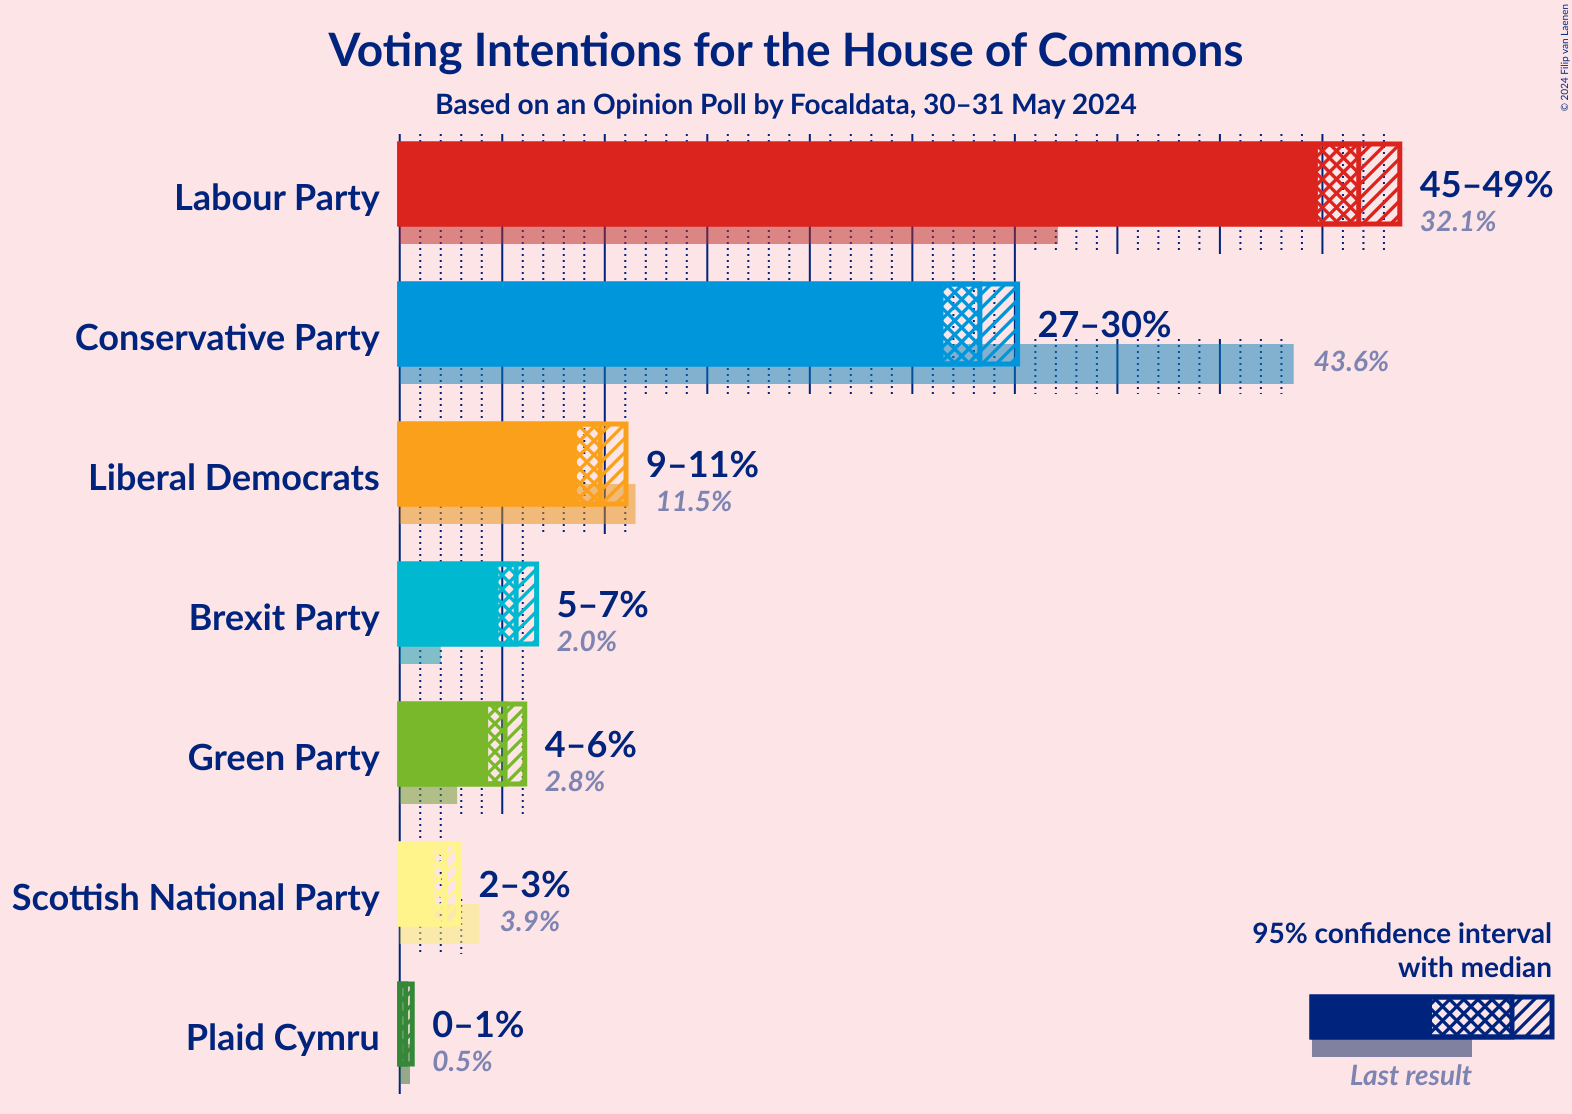 Voting Intentions for the House of Commons
Based on an Opinion Poll by Focaldata, 30–31 May 2024
© 2024 Filip van Laenen
Labour Party
45–49%
32.1%
Conservative Party
27–30%
43.6%
Liberal Democrats
9–11%
11.5%
Brexit Party
5–7%
2.0%
Green Party
4–6%
2.8%
Scottish National Party
2–3%
3.9%
Plaid Cymru
0–1%
0.5%
95% confidence interval
with median
Last result